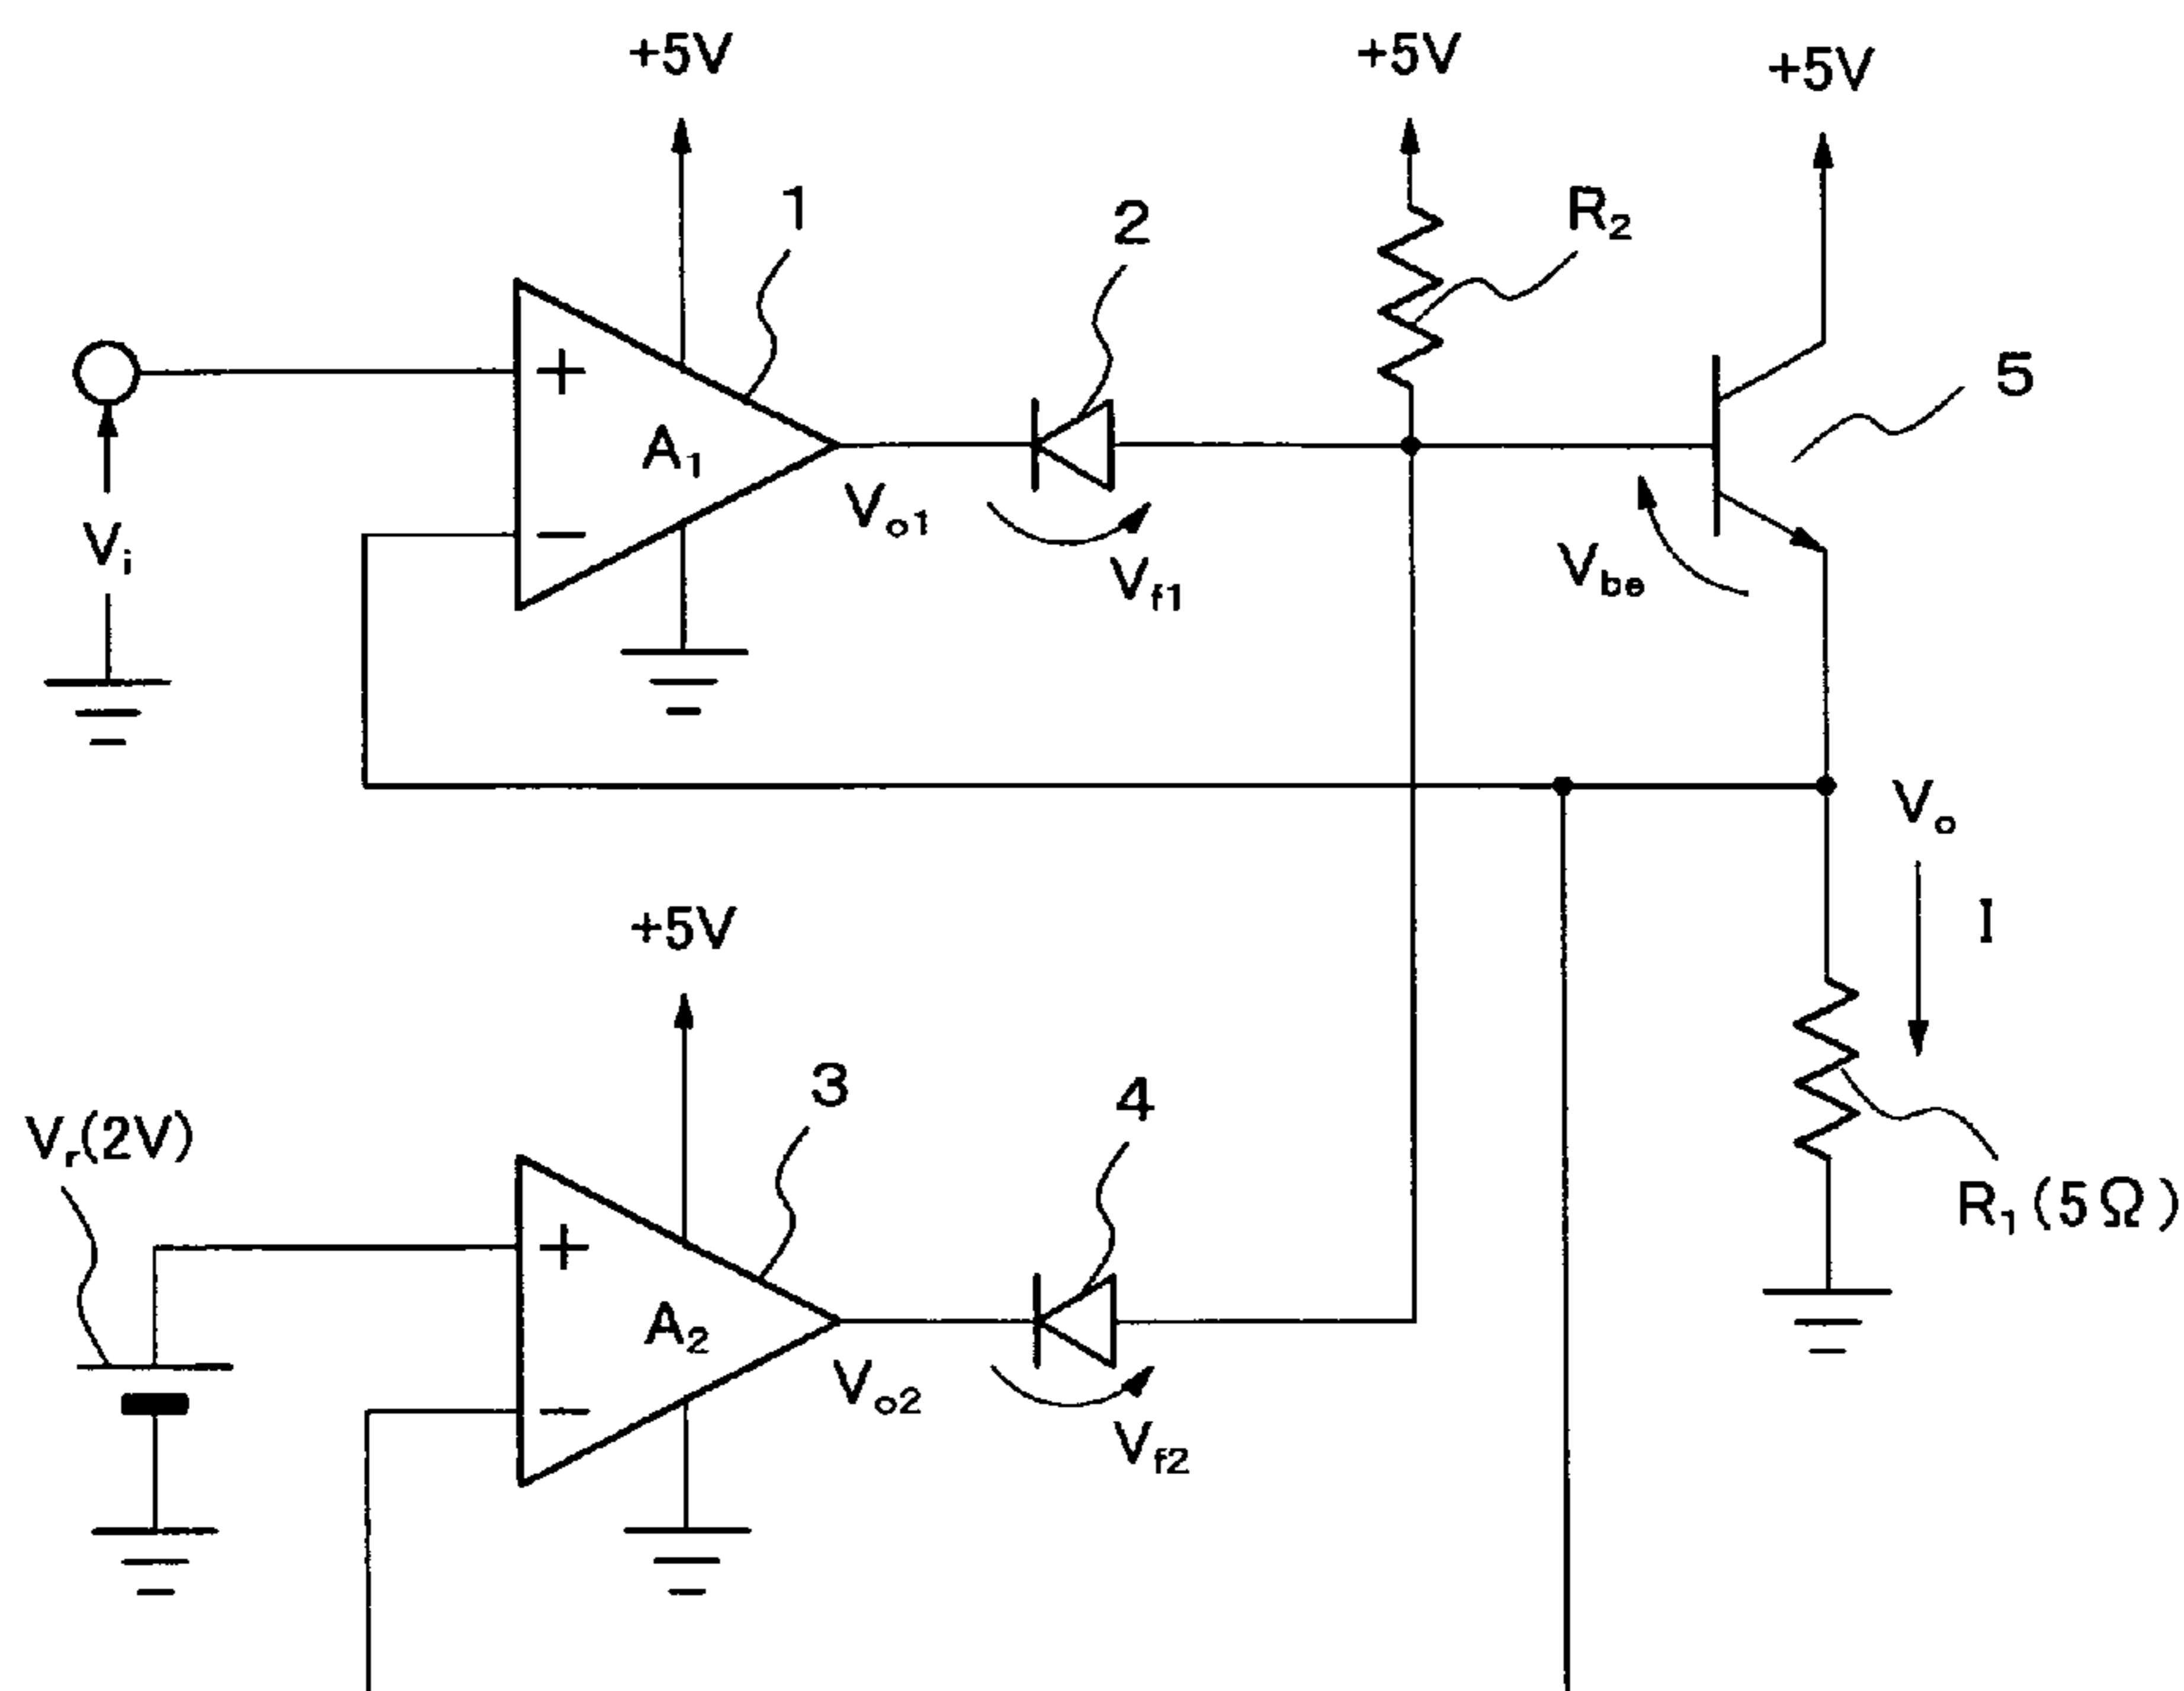 +5V
+5V
+5V
1
2
R2
5
+
A1
−
Vi
Vo1
Vf1
Vbe
Vo
I
+5V
3
4
Vr(2V)
R1(5Ω)
+
A2
−
Vo2
Vf2